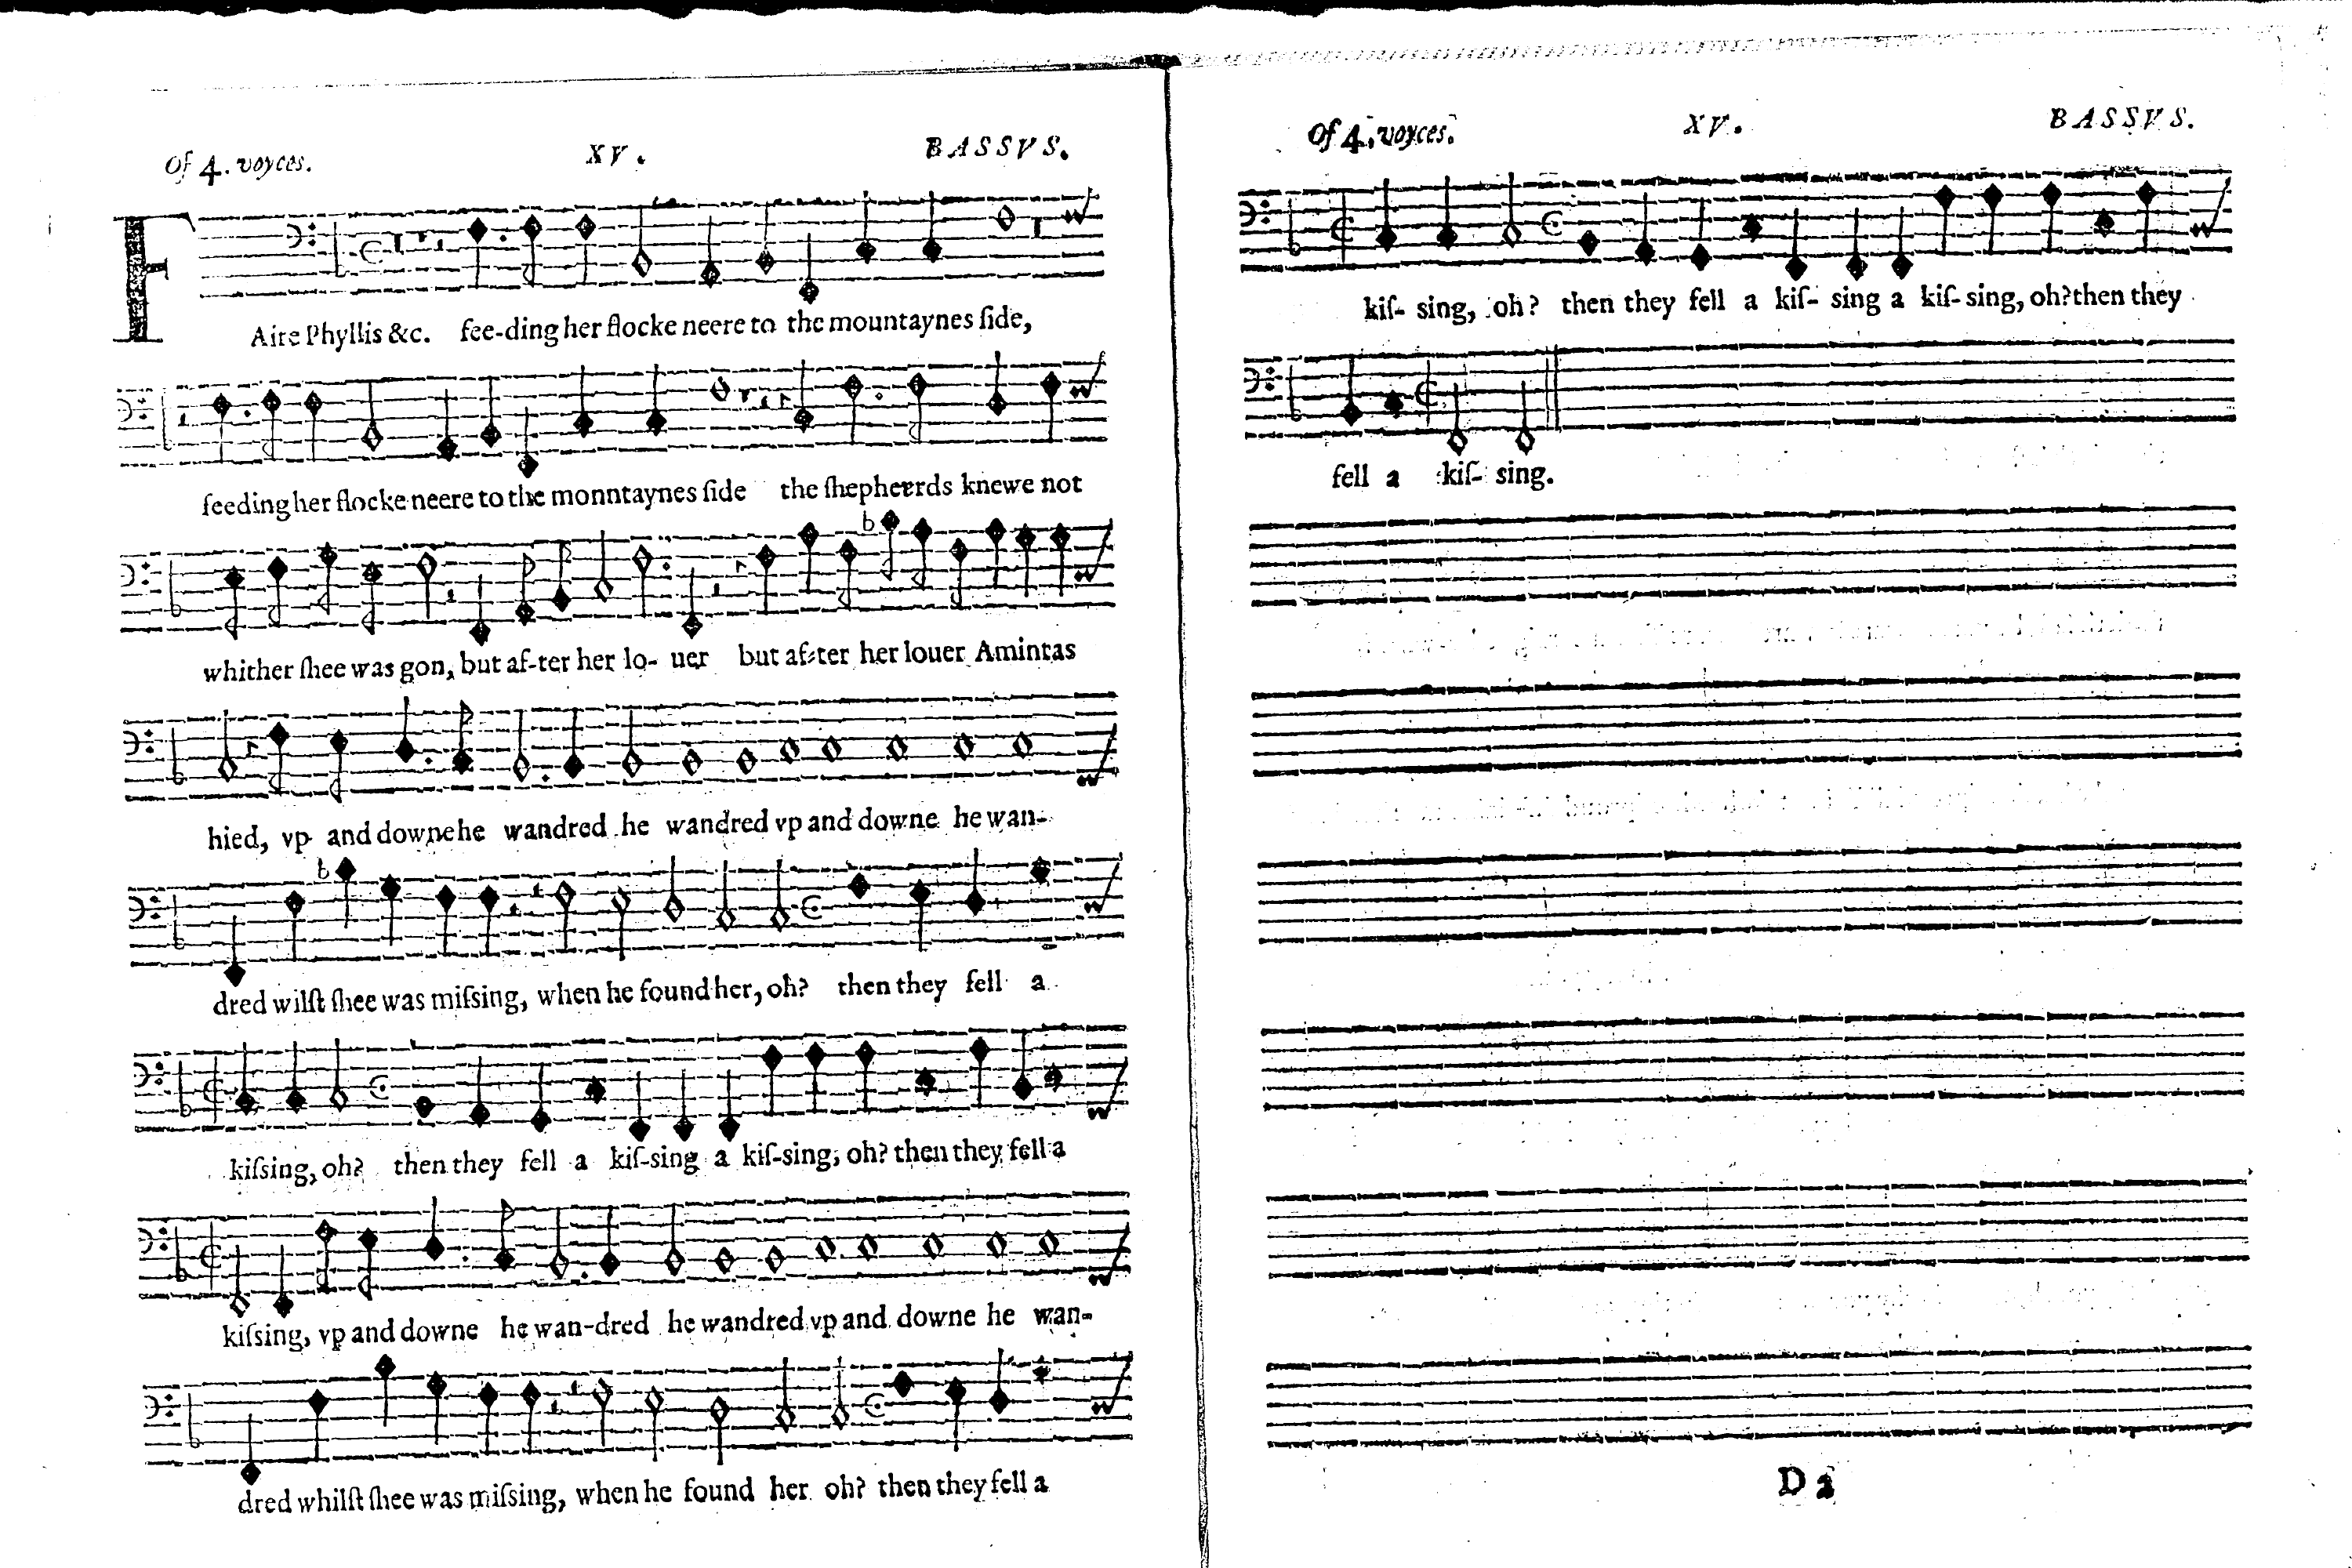 Of 4. voyces. XV. BASSVS.
FAire Phyllis &c. fee-ding her flocke neere to the mountaynes ſide,
feeding her flocke neere to the monntaynes ſide the ſhepheerds knewe not
whither ſhee was gon, but af-ter her lo- uer but af-ter her louer Amintas
hied, vp and downe he wandred he wandred vp and downe he wan-
dred wilſt ſhee was miſsing, when he found her, oh? then they fell a
kiſsing, oh? then they fell a kiſ-sing a kiſ-sing, oh? then they fell a
kiſsing, vp and downe he wan-dred he wandred vp and downe he wan-
dred whilſt ſhee was miſsing, when he found her oh? then they fell a
Of 4. voyces. XV. BASSVS.
kiſ- sing, oh? then they fell a kiſ- sing a kiſ- sing, oh? then they
fell a kiſ- sing.
D 2